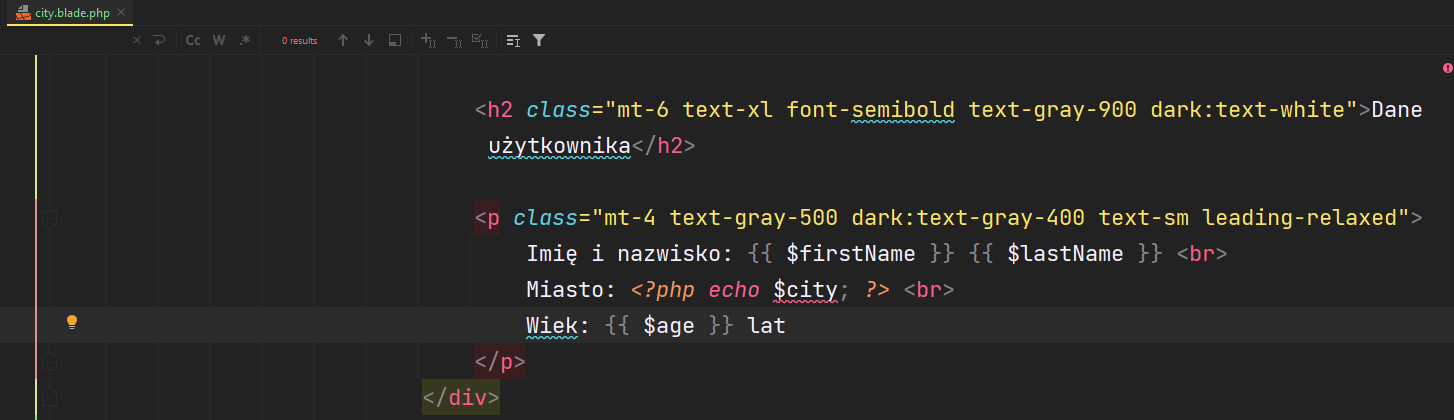 city.blade.php
Cc W .* 0 results
<h2 class="mt-6 text-xl font-semibold text-gray-900 dark:text-white">Dane
użytkownika</h2>
<p class="mt-4 text-gray-500 dark:text-gray-400 text-sm leading-relaxed">
Imię i nazwisko: {{ $firstName }} {{ $lastName }} <br>
Miasto: <?php echo $city; ?> <br>
Wiek: {{ $age }} lat
</p>
</div>